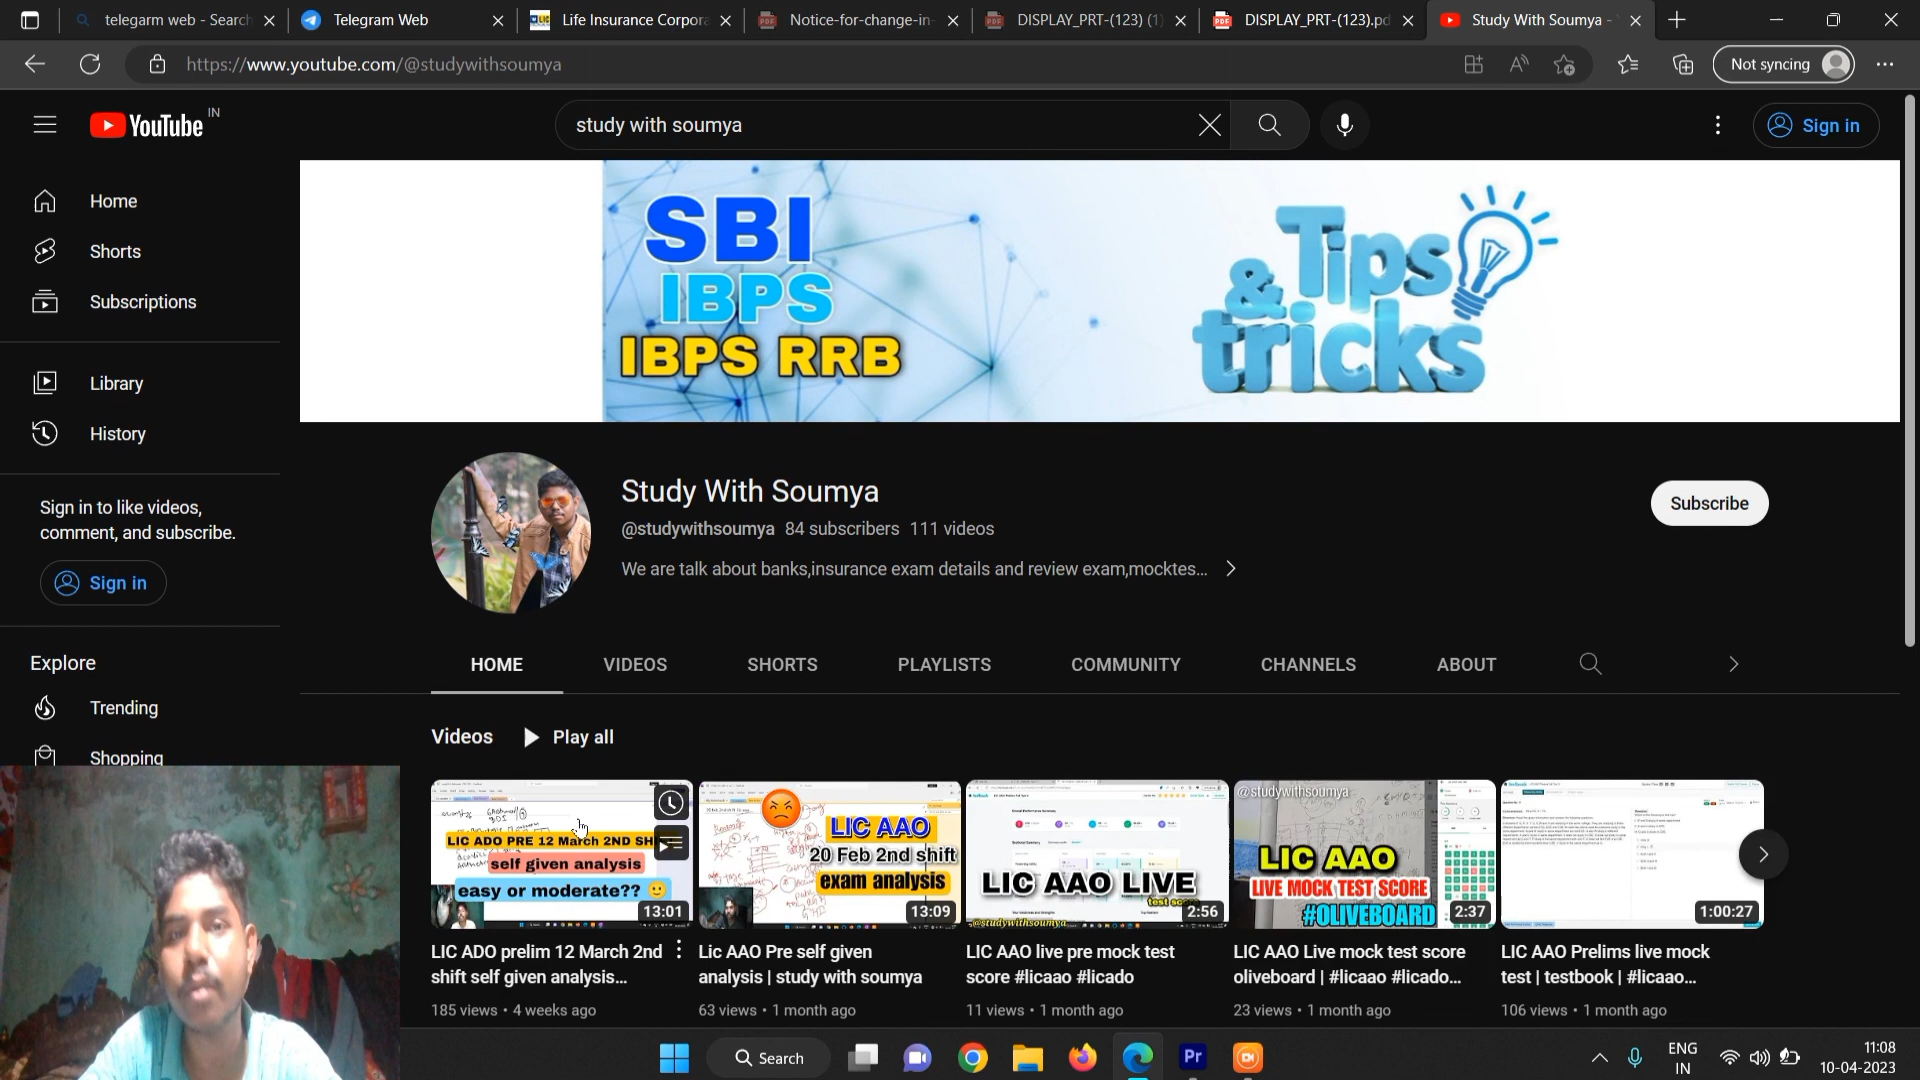 telegarm web - Search
Telegram Web
Life Insurance Corpora
Notice-for-change-in-
DISPLAY_PRT-(123) (1)
DISPLAY_PRT-(123).pd
Study With Soumya -
https://www.youtube.com/@studywithsoumya
Not syncing
YouTube IN
study with soumya
Sign in
Home
Shorts
Subscriptions
Library
History
Sign in to like videos,
comment, and subscribe.
Sign in
Explore
Trending
Shopping
SBI
IBPS
IBPS RRB
Tips
&
tricks
Study With Soumya
Subscribe
@studywithsoumya 84 subscribers 111 videos
We are talk about banks,insurance exam details and review exam,mocktes...
HOME VIDEOS SHORTS PLAYLISTS COMMUNITY CHANNELS ABOUT
Videos Play all
LIC ADO PRE 12 March 2ND SH
self given analysis
easy or moderate??
13:01
LIC AAO
20 Feb 2nd shift
exam analysis
13:09
LIC AAO LIVE
@studywithsoumya
2:56
@studywithsoumya
LIC AAO
LIVE MOCK TEST SCORE
#OLIVEBOARD
2:37
1:00:27
LIC ADO prelim 12 March 2nd
shift self given analysis...
185 views • 4 weeks ago
Lic AAO Pre self given
analysis | study with soumya
63 views • 1 month ago
LIC AAO live pre mock test
score #licaao #licado
11 views • 1 month ago
LIC AAO Live mock test score
oliveboard | #licaao #licado...
23 views • 1 month ago
LIC AAO Prelims live mock
test | testbook | #licaao...
106 views • 1 month ago
Search
Pr
ENG
IN
11:08
10-04-2023